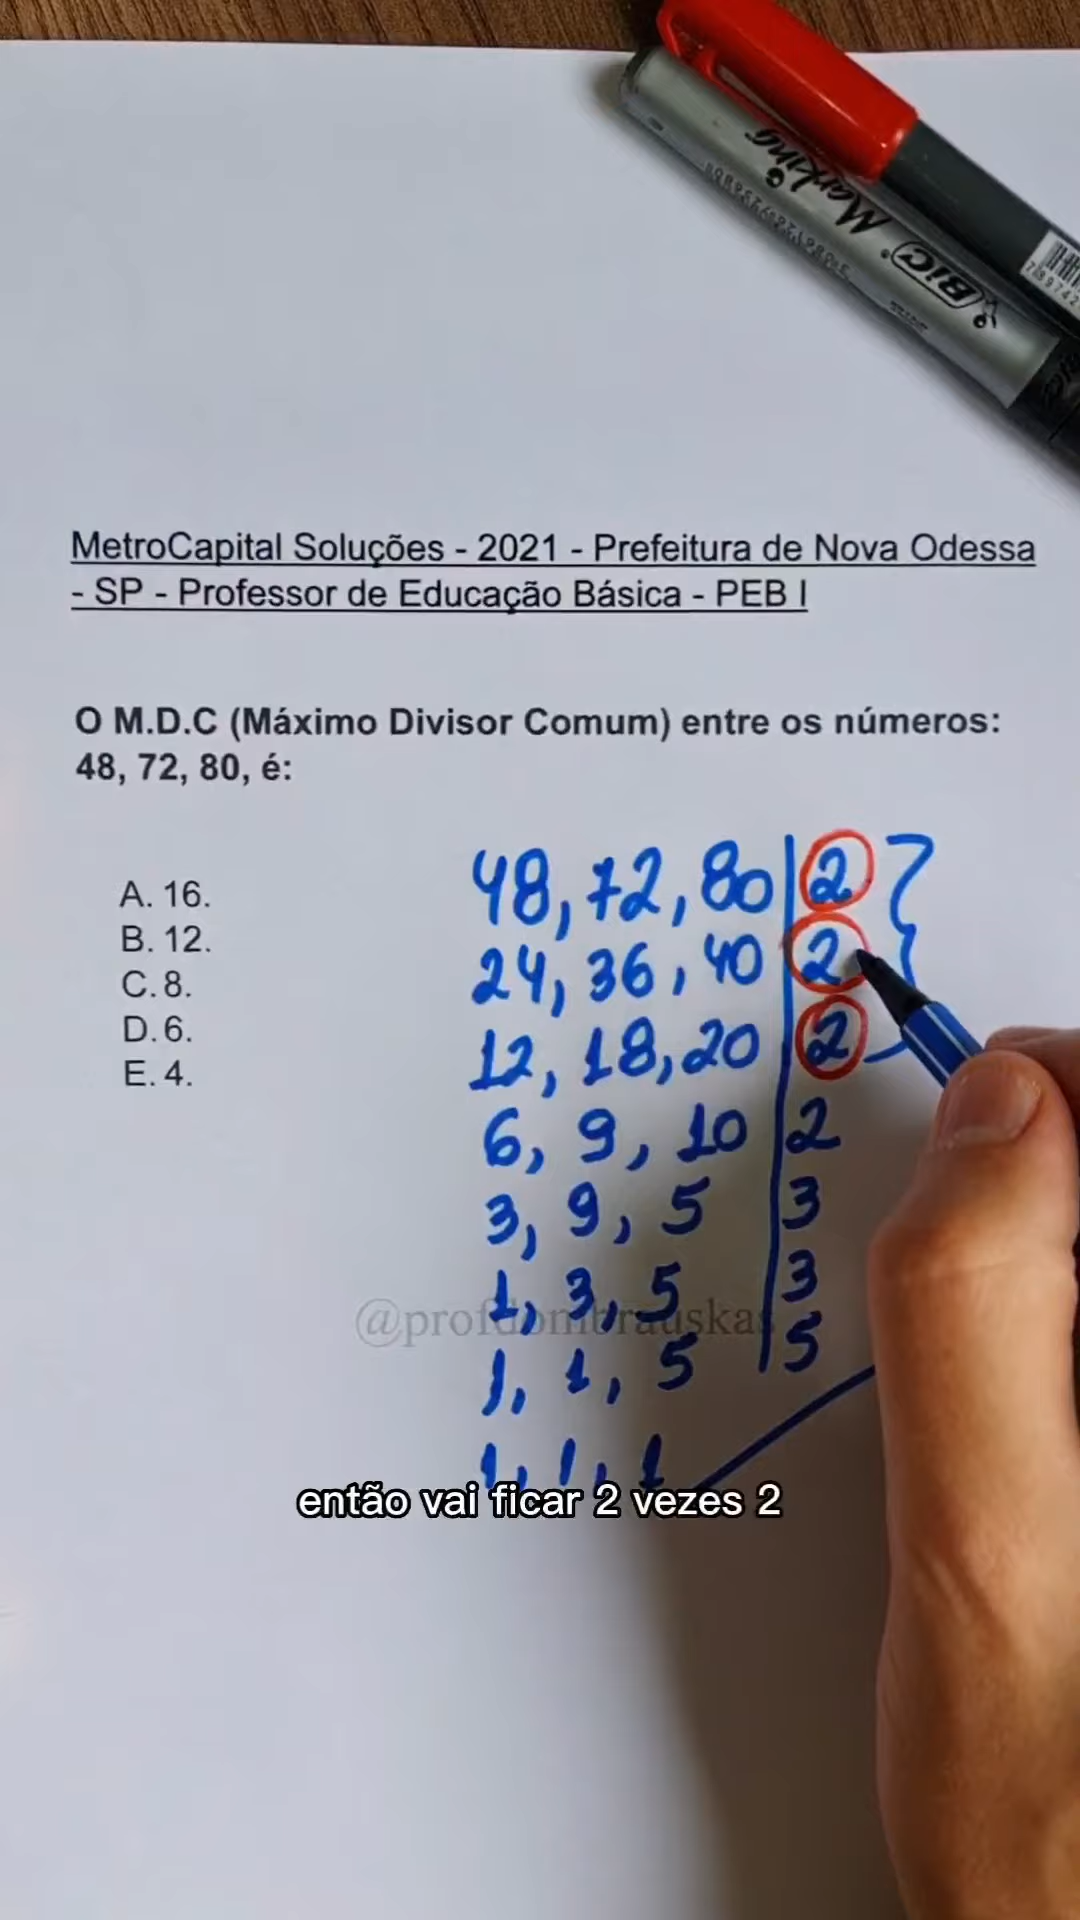 Marking
BIC
MetroCapital Soluções - 2021 - Prefeitura de Nova Odessa
- SP - Professor de Educação Básica - PEB I
O M.D.C (Máximo Divisor Comum) entre os números:
48, 72, 80, é:
A. 16.
B. 12.
C. 8.
D. 6.
E. 4.
48, 72, 80 | 2
24, 36, 40 | 2
12, 18, 20 | 2
6, 9, 10 | 2
3, 9, 5 | 3
1, 3, 5 | 3
@profdombrauskas
1, 1, 5 | 5
1, 1, 1
então vai ficar 2 vezes 2